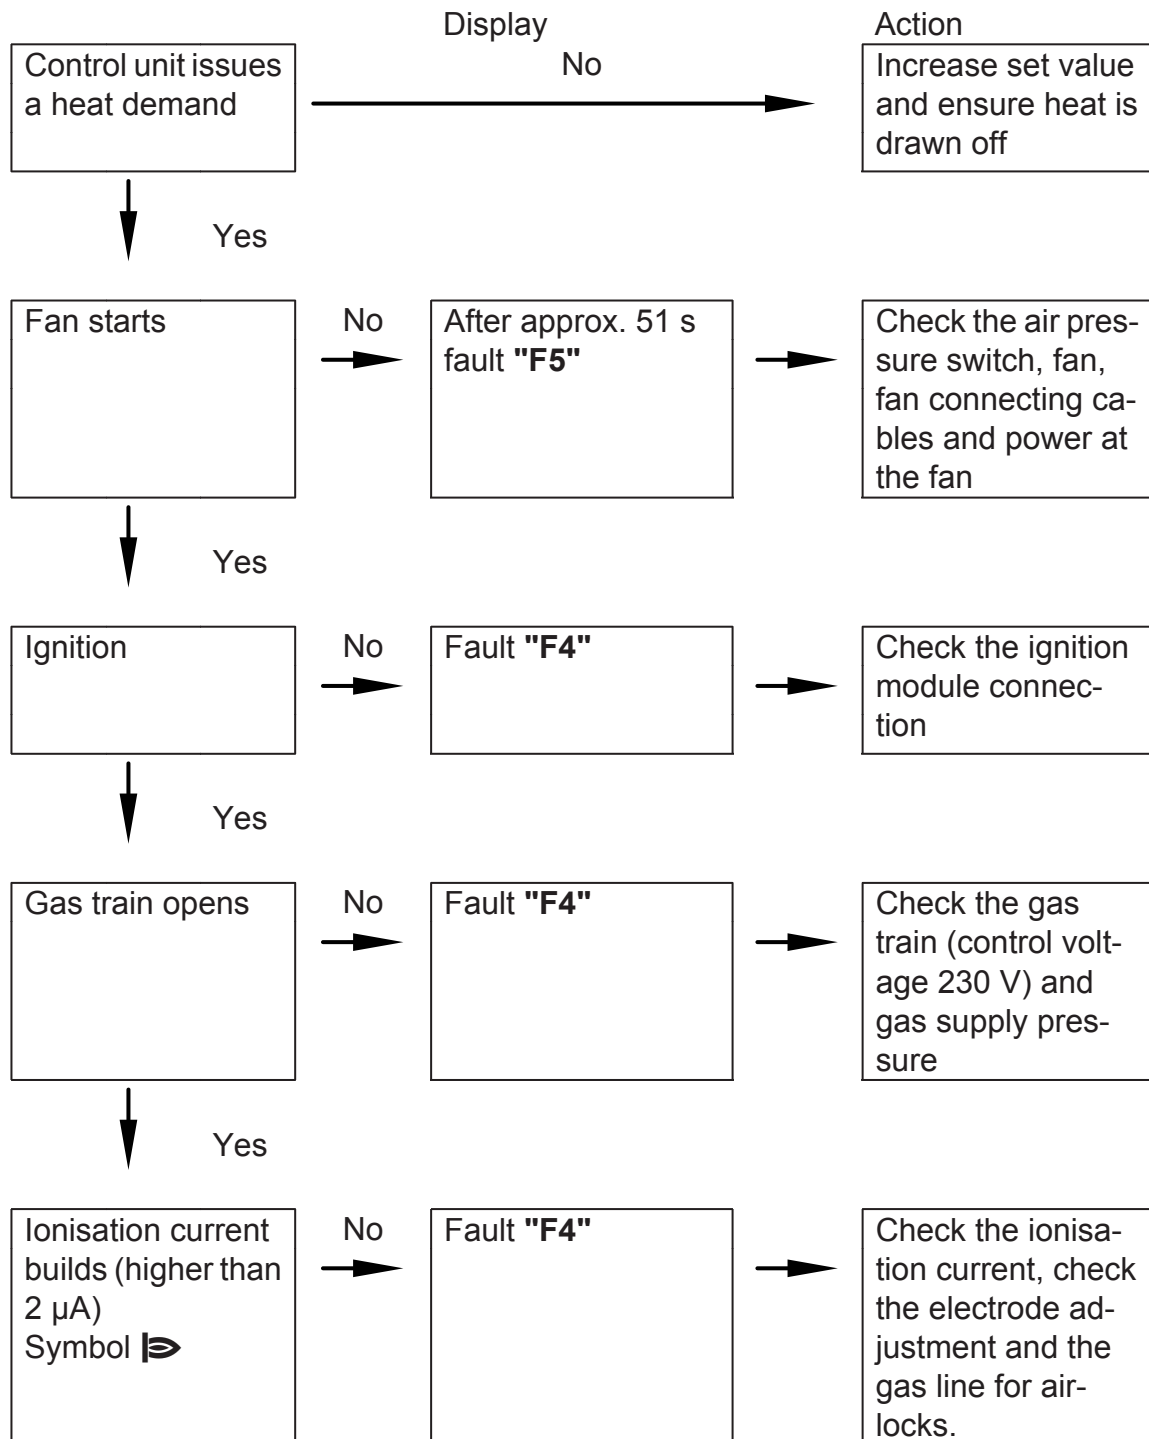 Display
Action
Control unit issues
a heat demand
No
Increase set value
and ensure heat is
drawn off
Yes
Fan starts
No
After approx. 51 s
fault "F5"
Check the air pres-
sure switch, fan,
fan connecting ca-
bles and power at
the fan
Yes
Ignition
No
Fault "F4"
Check the ignition
module connec-
tion
Yes
Gas train opens
No
Fault "F4"
Check the gas
train (control volt-
age 230 V) and
gas supply pres-
sure
Yes
Ionisation current
builds (higher than
2 µA)
Symbol
No
Fault "F4"
Check the ionisa-
tion current, check
the electrode ad-
justment and the
gas line for air-
locks.